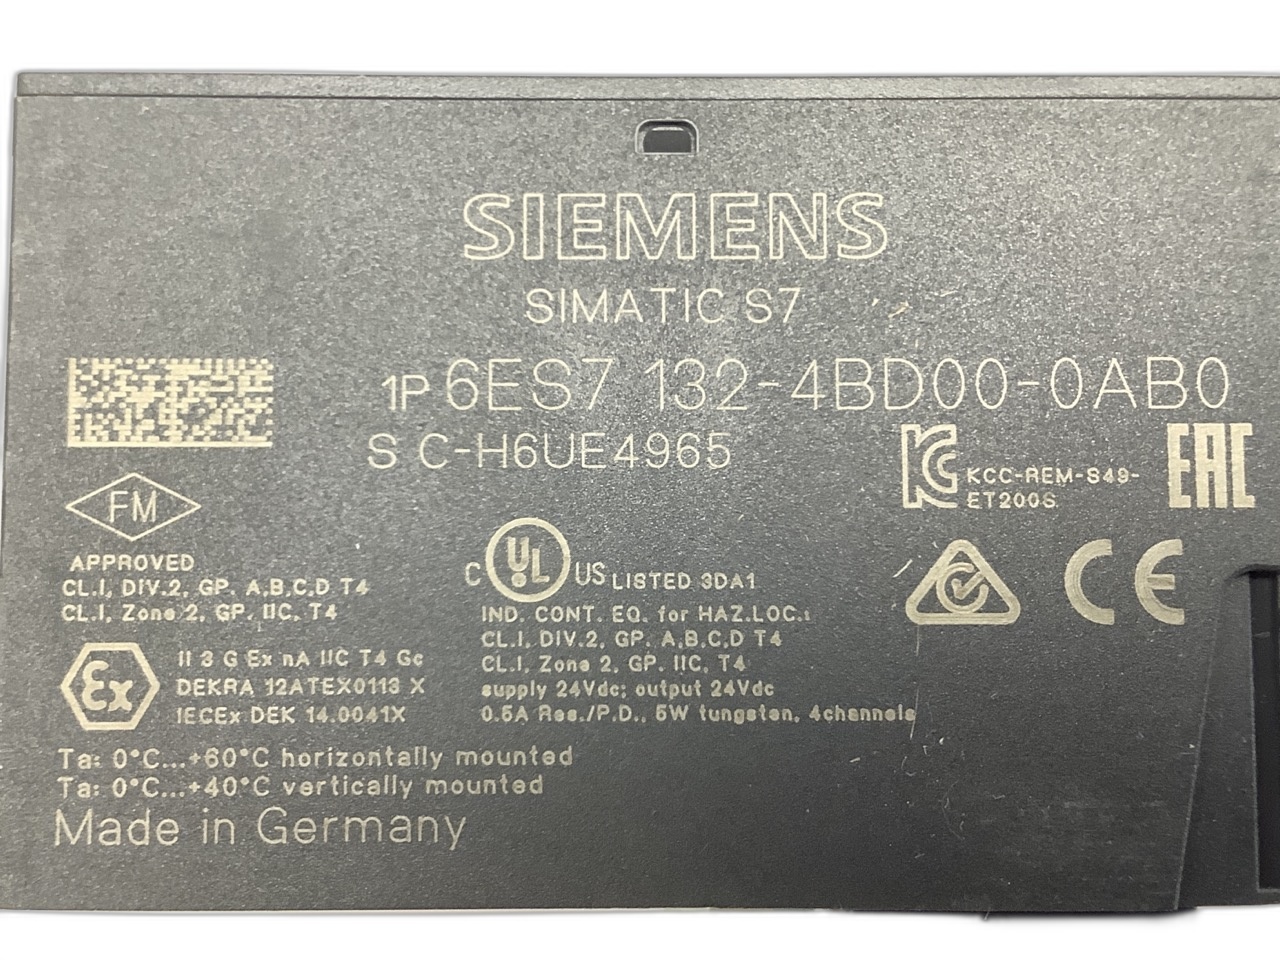 SIEMENS
SIMATIC S7
1P 6ES7 132-4BD00-0AB0
S C-H6UE4965
KC KCC-REM-S49-
ET200S
EAC
FM
APPROVED
CL.I, DIV.2, GP. A,B,C,D T4
CL.I, Zone 2, GP. IIC, T4
C UL US LISTED 3DA1
IND. CONT. EQ. for HAZ.LOC.:
CL.I, DIV.2, GP. A,B,C,D T4
CL.I, Zone 2, GP. IIC, T4
supply 24Vdc; output 24Vdc
0.5A Res./P.D., 5W tungsten, 4channels
CE
Ex
II 3 G Ex nA IIC T4 Gc
DEKRA 12ATEX0113 X
IECEx DEK 14.0041X
Ta: 0°C...+60°C horizontally mounted
Ta: 0°C...+40°C vertically mounted
Made in Germany